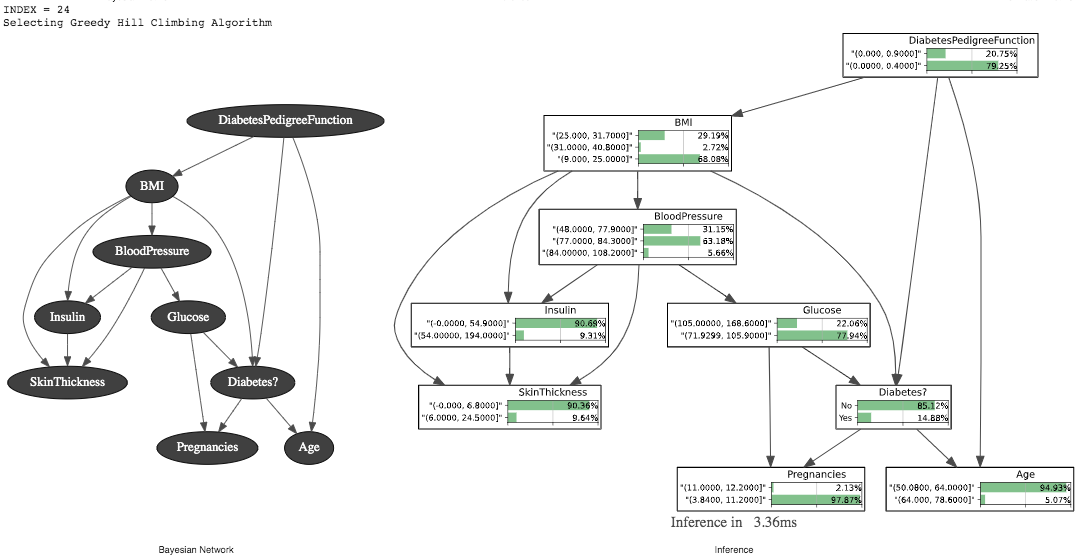 INDEX = 24
Selecting Greedy Hill Climbing Algorithm
DiabetesPedigreeFunction
BMI
BloodPressure
Insulin
Glucose
SkinThickness
Diabetes?
Pregnancies
Age
Bayesian Network
DiabetesPedigreeFunction
"(0.000, 0.9000]" 20.75%
"(0.0000, 0.4000]" 79.25%
BMI
"(25.000, 31.7000]" 29.19%
"(31.0000, 40.8000]" 2.72%
"(9.000, 25.0000]" 68.08%
BloodPressure
"(48.0000, 77.9000]" 31.15%
"(77.0000, 84.3000]" 63.18%
"(84.00000, 108.2000]" 5.66%
Insulin
"(-0.0000, 54.9000]" 90.69%
"(54.00000, 194.0000]" 9.31%
Glucose
"(105.00000, 168.6000]" 22.06%
"(71.9299, 105.9000]" 77.94%
SkinThickness
"(-0.000, 6.8000]" 90.36%
"(6.0000, 24.5000]" 9.64%
Diabetes?
No 85.12%
Yes 14.88%
Pregnancies
"(11.0000, 12.2000]" 2.13%
"(3.8400, 11.2000]" 97.87%
Age
"(50.0800, 64.0000]" 94.93%
"(64.000, 78.6000]" 5.07%
Inference in 3.36ms
Inference